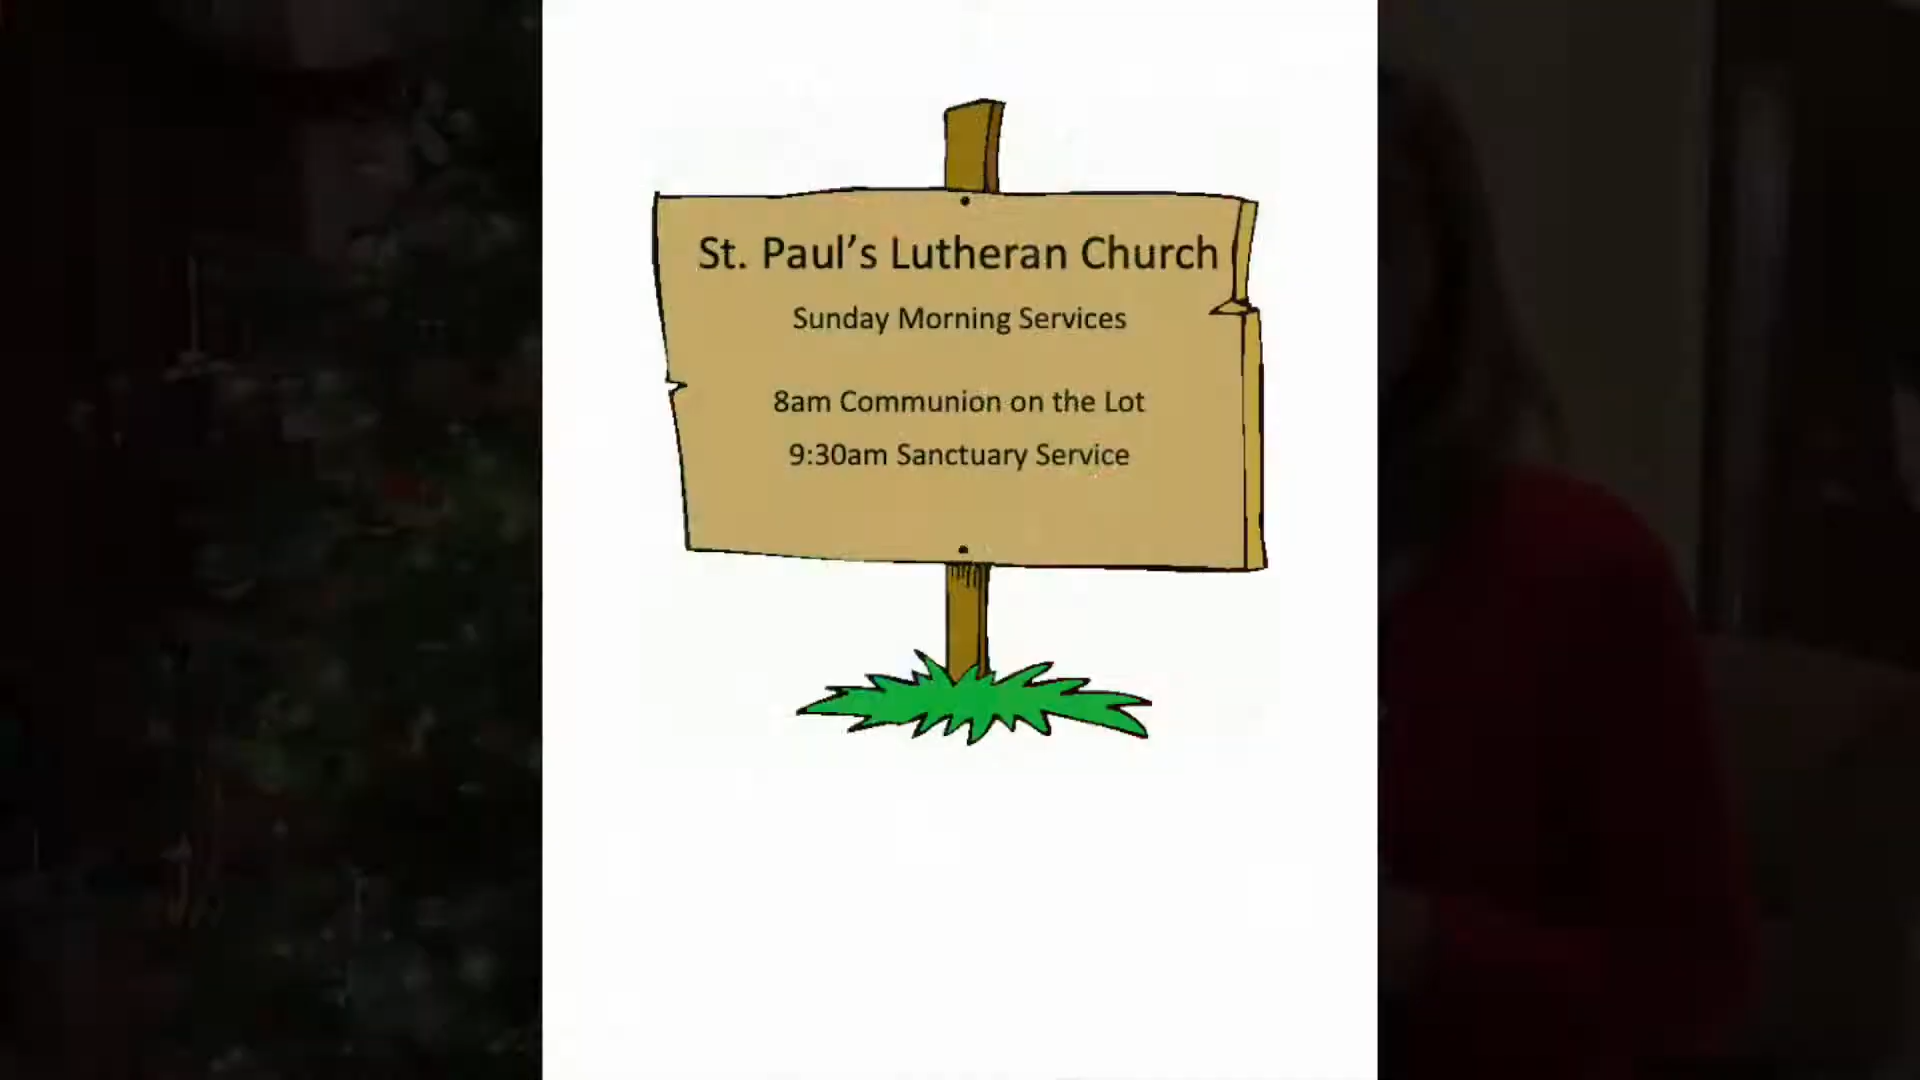 St. Paul’s Lutheran Church
Sunday Morning Services
8am Communion on the Lot
9:30am Sanctuary Service